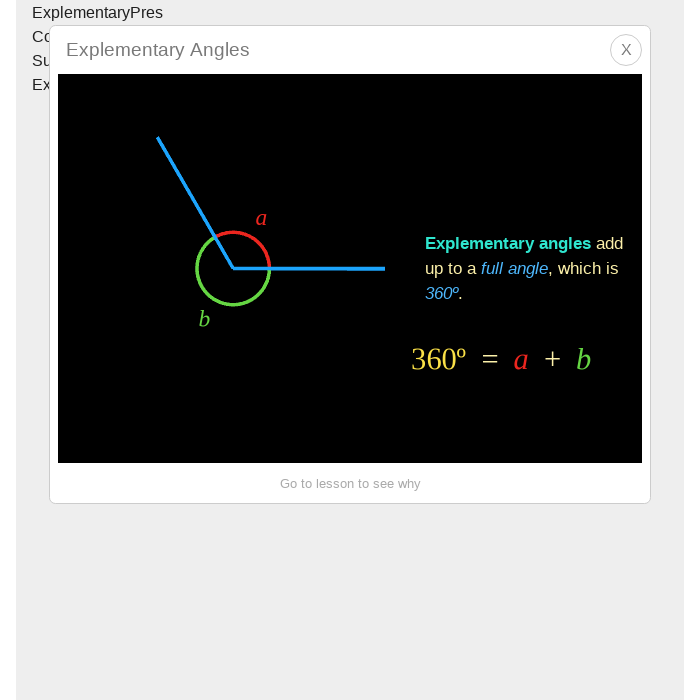 ExplementaryPres
Co
Su
Ex
Explementary Angles
X
a
b
Explementary angles add
up to a full angle, which is
360º.
360º = a + b
Go to lesson to see why